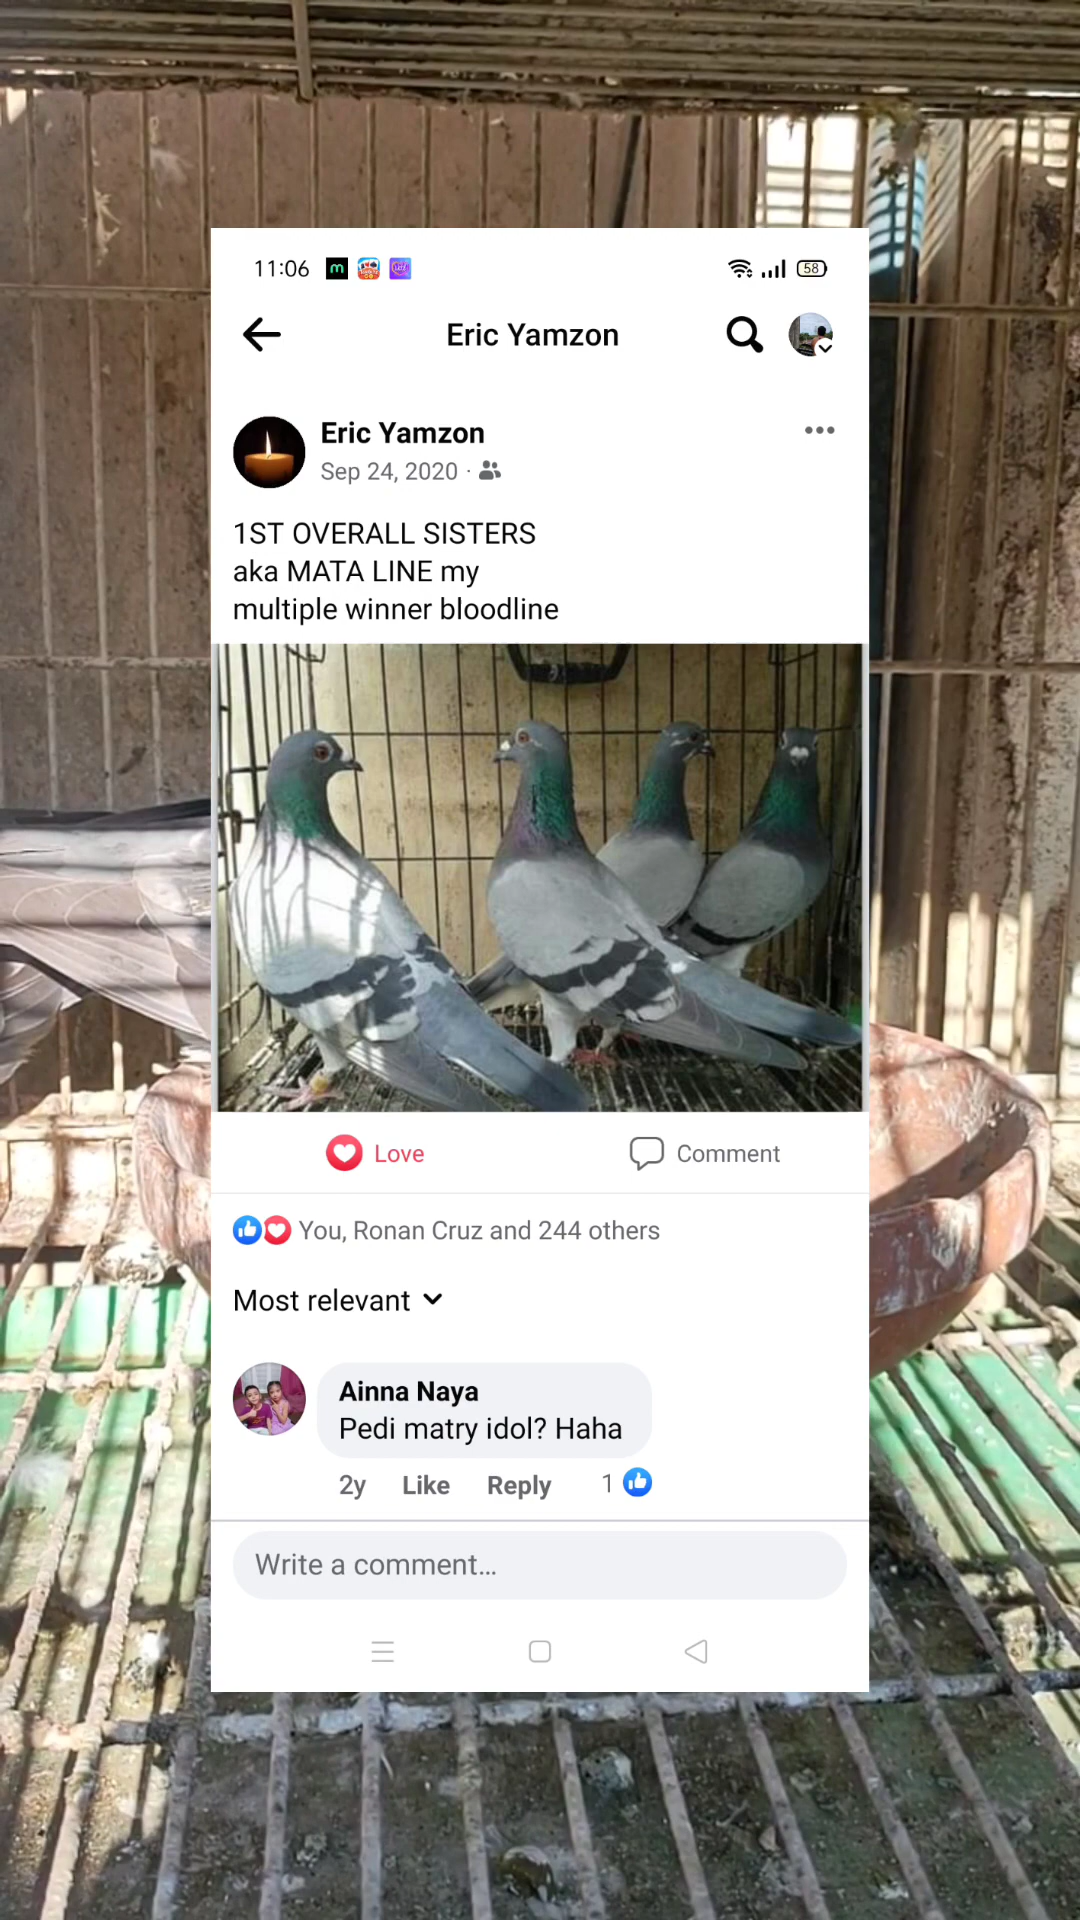 11:06
58
Eric Yamzon
Eric Yamzon
Sep 24, 2020 ·
1ST OVERALL SISTERS
aka MATA LINE my
multiple winner bloodline
Love
Comment
You, Ronan Cruz and 244 others
Most relevant
Ainna Naya
Pedi matry idol? Haha
2y Like Reply 1
Write a comment...